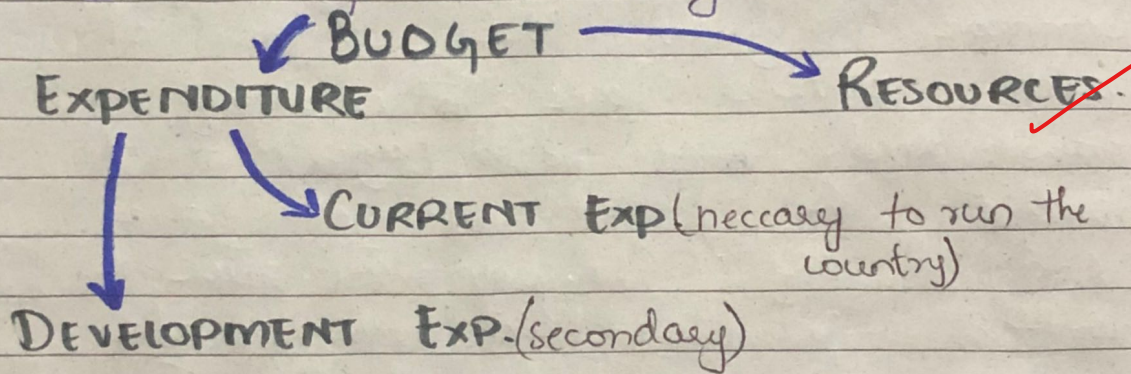 BUDGET
EXPENDITURE RESOURCES.
CURRENT EXP (neccary to run the
country)
DEVELOPMENT EXP. (secondary)